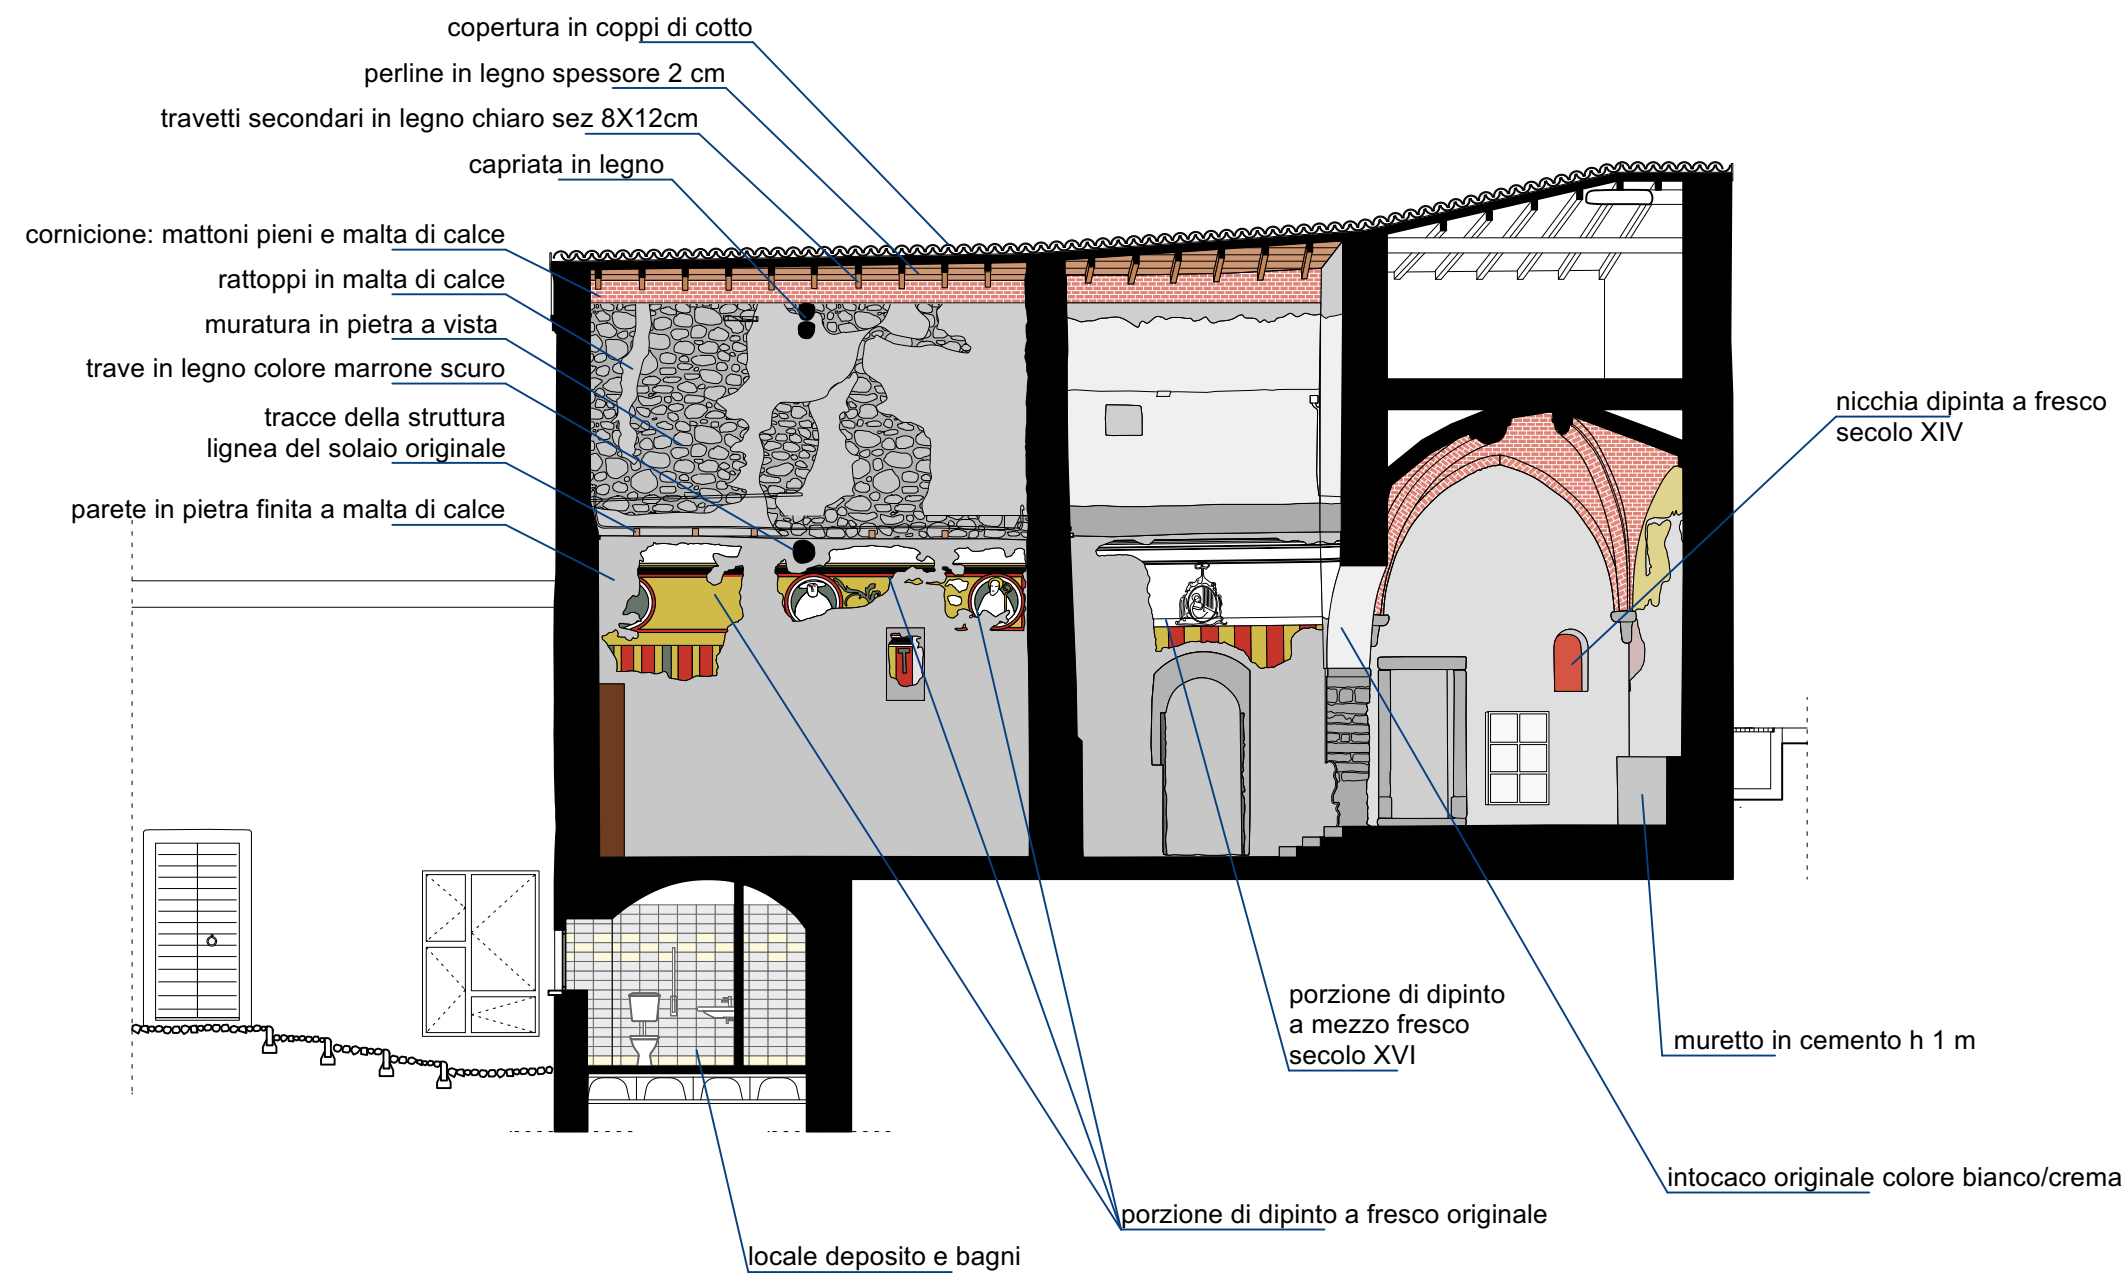 copertura in coppi di cotto
perline in legno spessore 2 cm
travetti secondari in legno chiaro sez 8X12cm
capriata in legno
cornicione: mattoni pieni e malta di calce
rattoppi in malta di calce
muratura in pietra a vista
trave in legno colore marrone scuro
tracce della struttura
lignea del solaio originale
parete in pietra finita a malta di calce
nicchia dipinta a fresco
secolo XIV
porzione di dipinto
a mezzo fresco
secolo XVI
muretto in cemento h 1 m
intocaco originale colore bianco/crema
porzione di dipinto a fresco originale
locale deposito e bagni